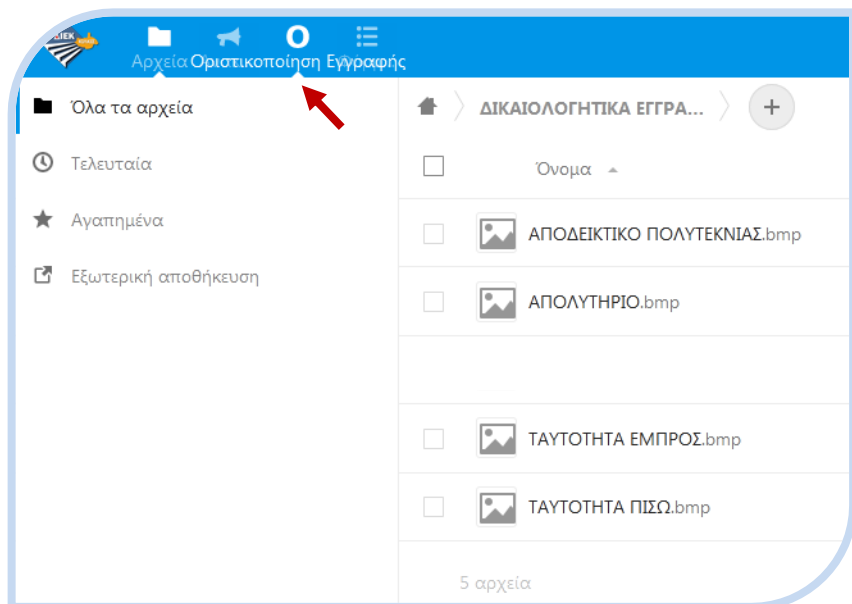 ΔΙΕΚ
Αρχεία Οριστικοποίηση Εγγραφής
Όλα τα αρχεία
ΔΙΚΑΙΟΛΟΓΗΤΙΚΑ ΕΓΓΡΑ...
+
Τελευταία
Όνομα
Αγαπημένα
ΑΠΟΔΕΙΚΤΙΚΟ ΠΟΛΥΤΕΚΝΙΑΣ.bmp
Εξωτερική αποθήκευση
ΑΠΟΛΥΤΗΡΙΟ.bmp
ΤΑΥΤΟΤΗΤΑ ΕΜΠΡΟΣ.bmp
ΤΑΥΤΟΤΗΤΑ ΠΙΣΩ.bmp
5 αρχεία